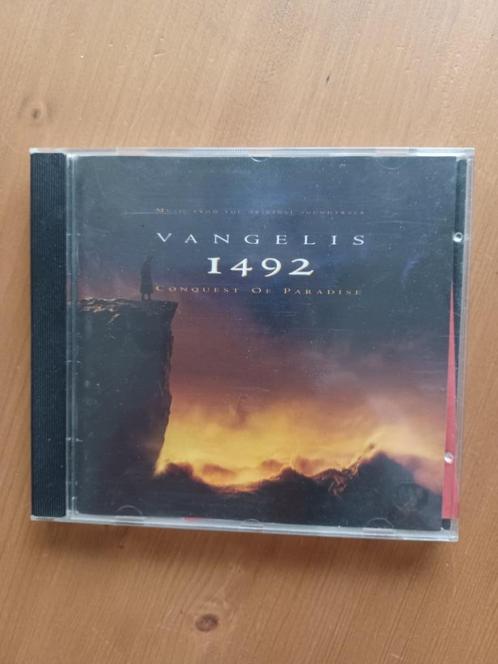 MUSIC FROM THE ORIGINAL SOUNDTRACK
VANGELIS
1492
CONQUEST OF PARADISE